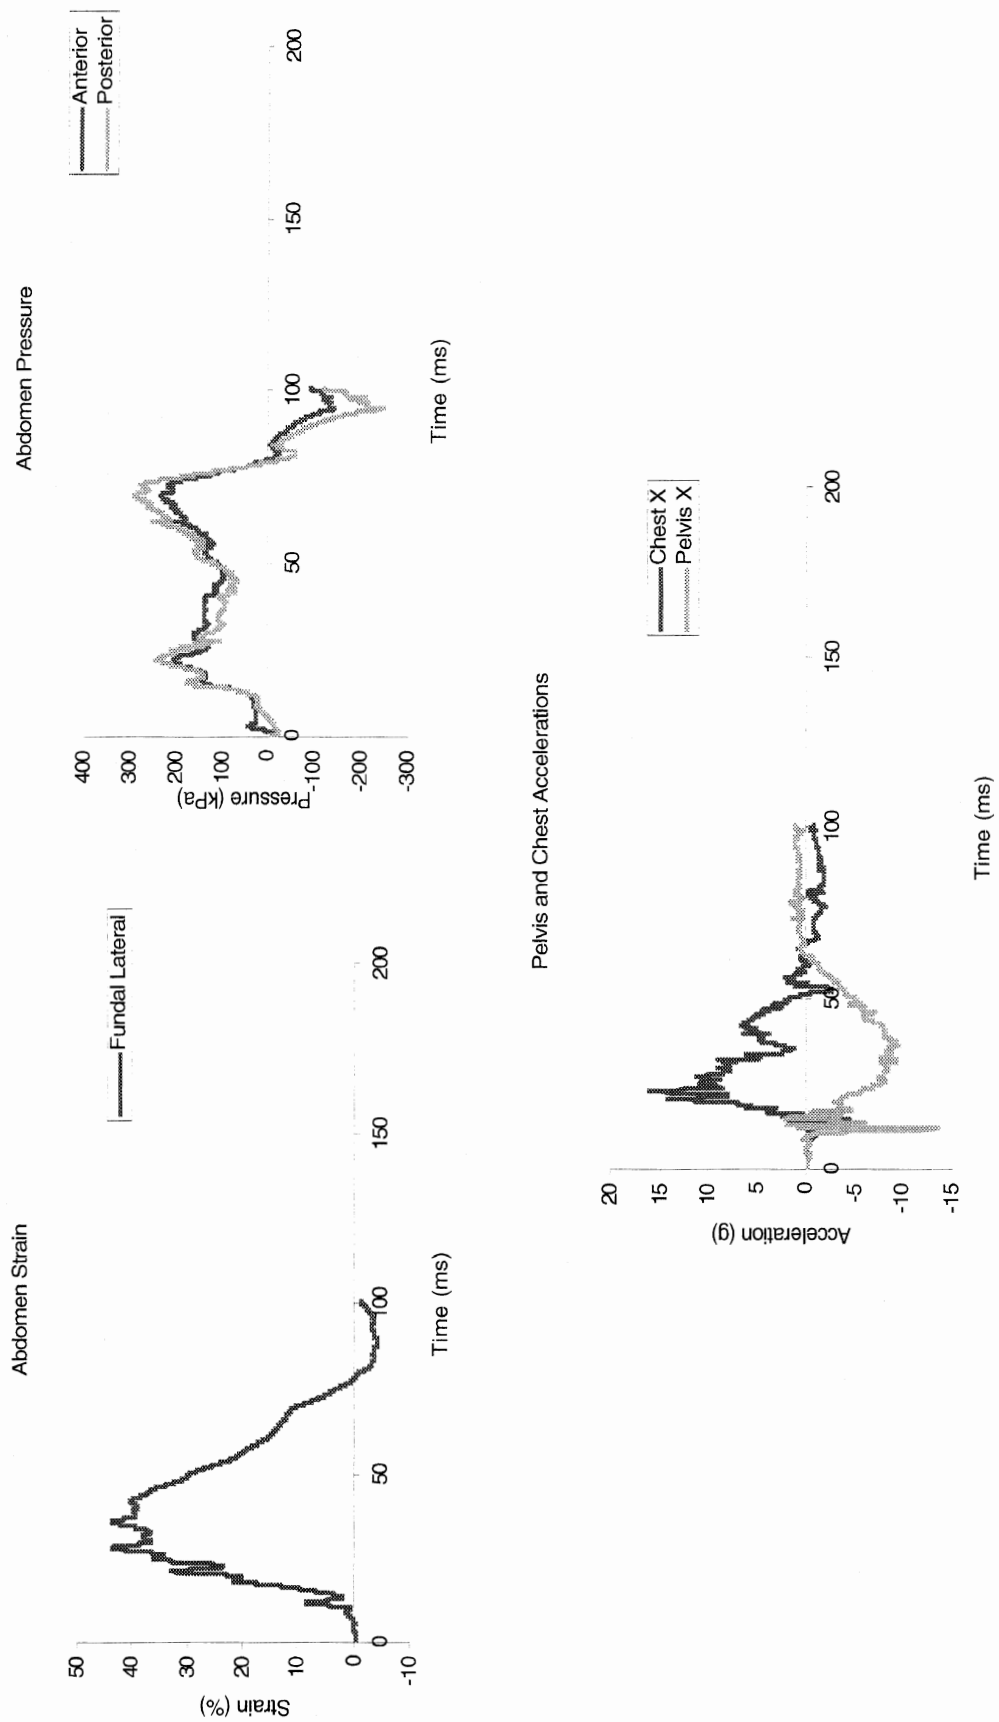 Abdomen Strain
Fundal Lateral
50
40
30
20
10
0
-10
Strain (%)
0
50
100
150
200
Time (ms)
Abdomen Pressure
Anterior
Posterior
400
300
200
100
0
-100
-200
-300
Pressure (kPa)
0
50
100
150
200
Time (ms)
Pelvis and Chest Accelerations
Chest X
Pelvis X
20
15
10
5
0
-5
-10
-15
Acceleration (g)
0
50
100
150
200
Time (ms)